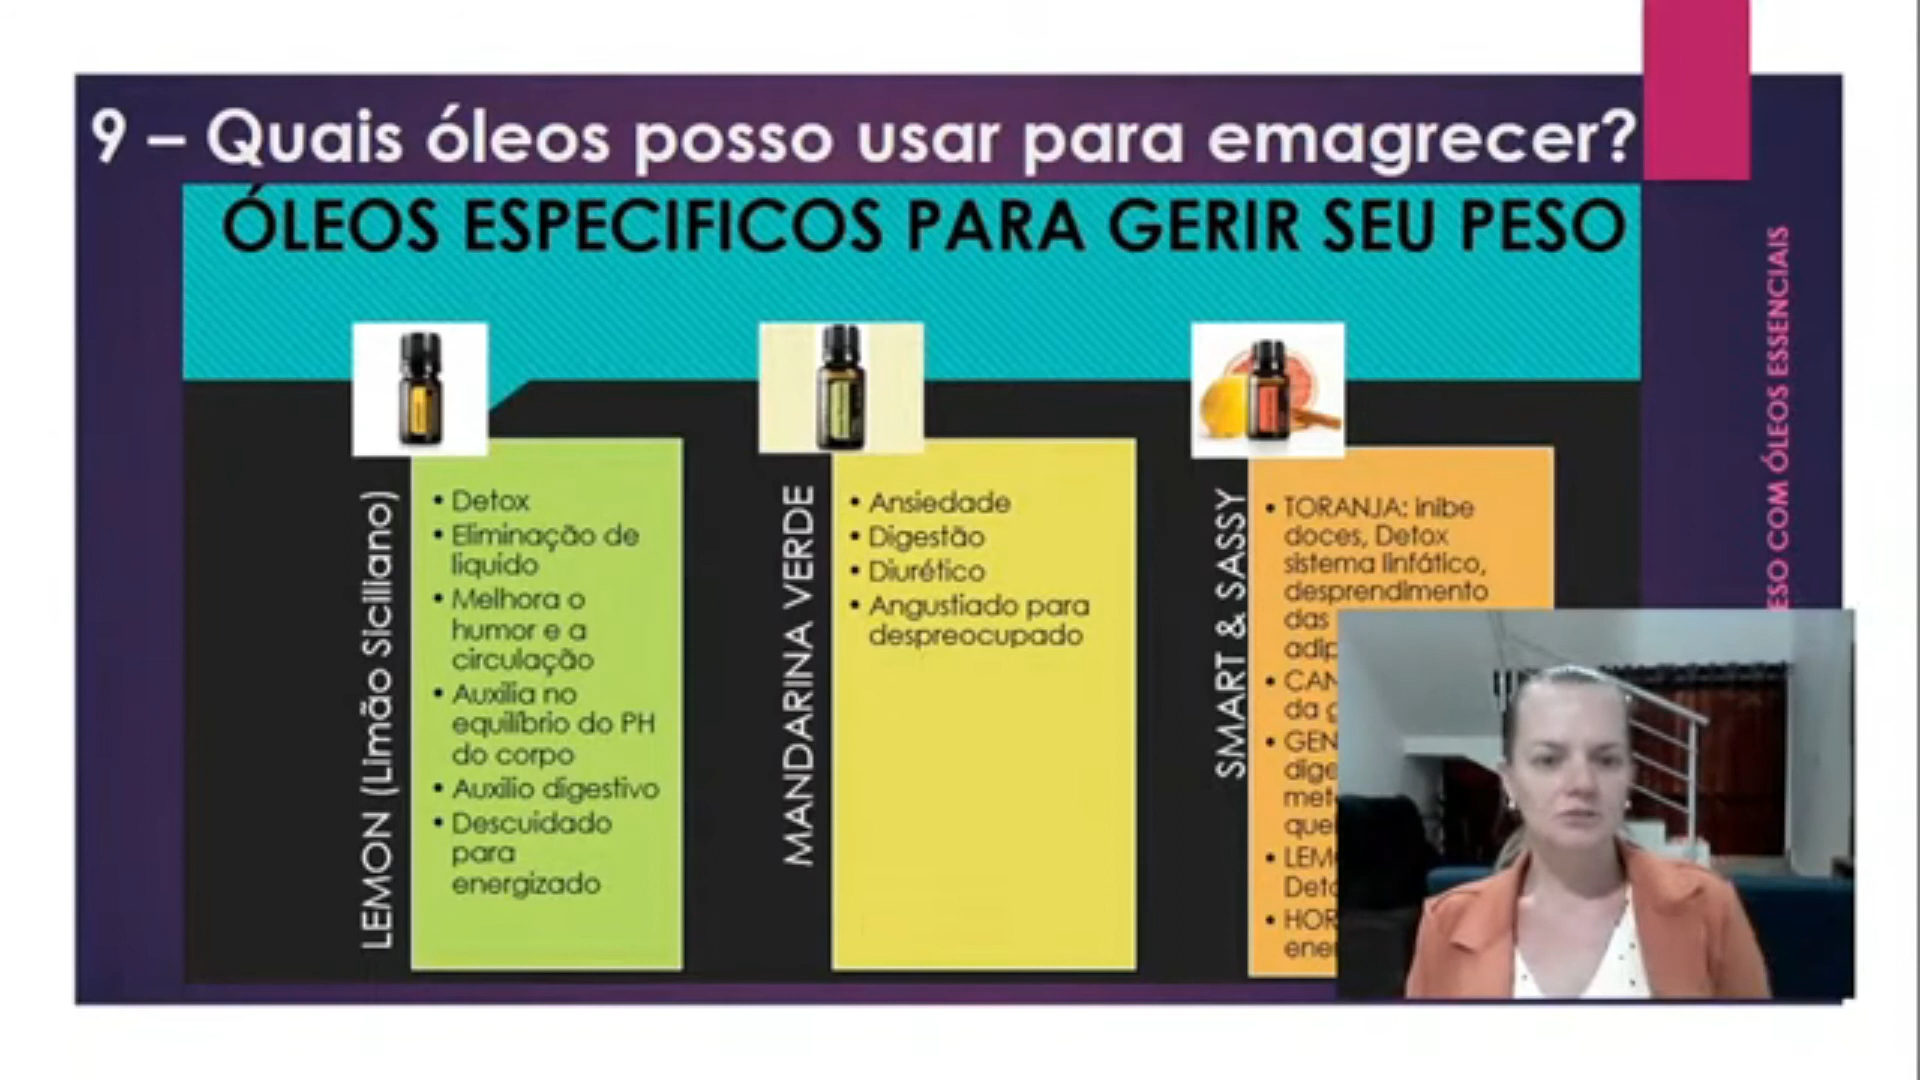 9 – Quais óleos posso usar para emagrecer?
ÓLEOS ESPECIFICOS PARA GERIR SEU PESO
LEMON (Limão Siciliano)
• Detox
• Eliminação de
liquido
• Melhora o
humor e a
circulação
• Auxilia no
equilíbrio do PH
do corpo
• Auxilio digestivo
• Descuidado
para
energizado
MANDARINA VERDE
• Ansiedade
• Digestão
• Diurético
• Angustiado para
despreocupado
SMART & SASSY
• TORANJA: inibe
doces, Detox
sistema linfático,
desprendimento
das
• 
da
COM ÓLEOS ESSENCIAIS